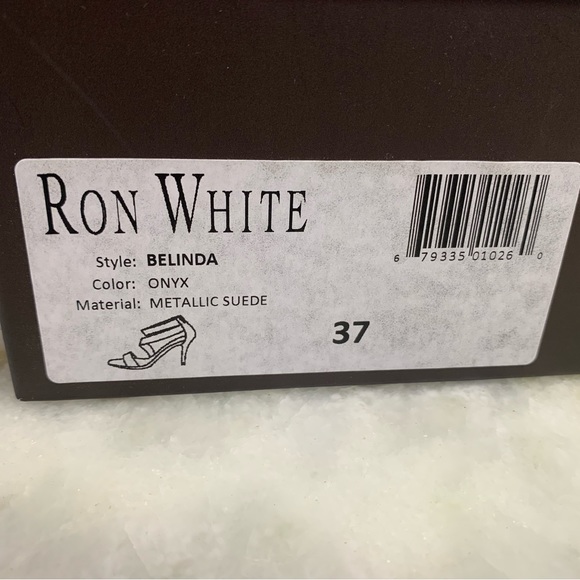 RON WHITE
Style: BELINDA
Color: ONYX
Material: METALLIC SUEDE
37
6 79335 01026 0